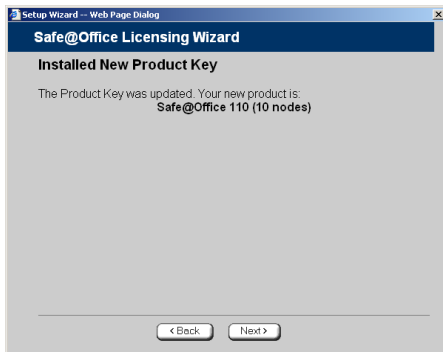 Setup Wizard -- Web Page Dialog
Safe@Office Licensing Wizard
Installed New Product Key
The Product Key was updated. Your new product is:
Safe@Office 110 (10 nodes)
< Back Next >